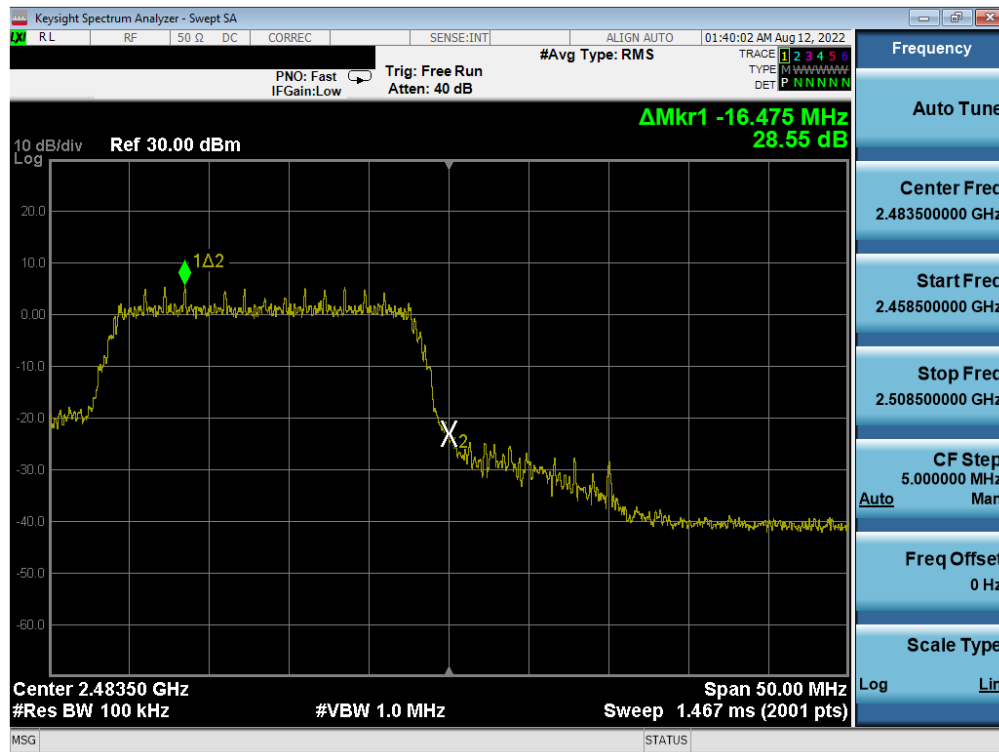 Keysight Spectrum Analyzer - Swept SA
LXI RL RF 50 Ω DC CORREC SENSE:INT ALIGN AUTO 01:40:02 AM Aug 12, 2022
#Avg Type: RMS
TRACE 1 2 3 4 5 6
PNO: Fast Trig: Free Run
TYPE M WWWWW
IFGain:Low Atten: 40 dB
DET P N N N N N
ΔMkr1 -16.475 MHz
28.55 dB
10 dB/div Ref 30.00 dBm
Log
20.0
10.0
0.00
-10.0
-20.0
-30.0
-40.0
-50.0
-60.0
1Δ2
X2
Center 2.48350 GHz Span 50.00 MHz
#Res BW 100 kHz #VBW 1.0 MHz Sweep 1.467 ms (2001 pts)
MSG STATUS
Frequency
Auto Tune
Center Freq
2.483500000 GHz
Start Freq
2.458500000 GHz
Stop Freq
2.508500000 GHz
CF Step
5.000000 MHz
Auto Man
Freq Offset
0 Hz
Scale Type
Log Lin